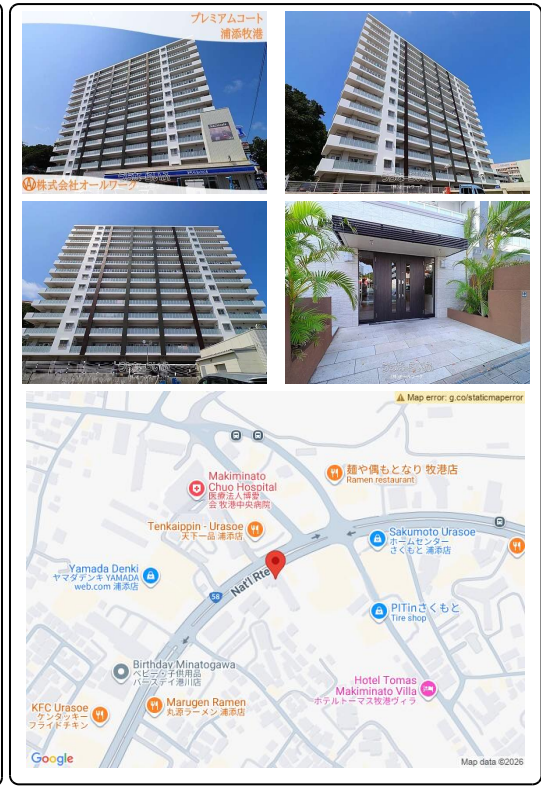 プレミアムコート
浦添牧港
株式会社オールワーク
Map error: g.co/staticmaperror
Makiminato
Chuo Hospital
医療法人博愛
会 牧港中央病院
麺や偶もとなり 牧港店
Ramen restaurant
Tenkaippin - Urasoe
天下一品 浦添店
Sakumoto Urasoe
ホームセンター
さくもと 浦添店
Yamada Denki
ヤマダデンキ YAMADA
web.com 浦添店
Nat'l Rte
58
PITinさくもと
Tire shop
Birthday Minatogawa
ベビー・子供用品
バースデイ港川店
Hotel Tomas
Makiminato Villa
ホテルトーマス牧港ヴィラ
KFC Urasoe
ケンタッキー
フライドチキン
Marugen Ramen
丸源ラーメン 浦添店
Google
Map data ©2026